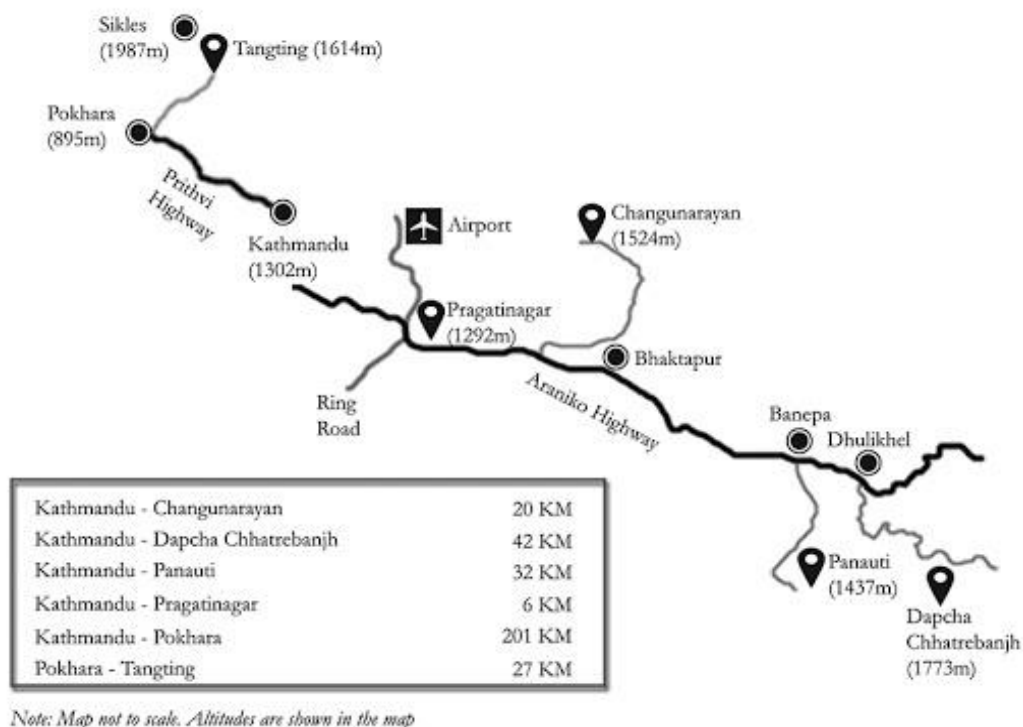 Sikles
(1987m)
Tangting (1614m)
Pokhara
(895m)
Prithvi
Highway
Kathmandu
(1302m)
Airport
Changunarayan
(1524m)
Pragatinagar
(1292m)
Ring
Road
Bhaktapur
Araniko Highway
Banepa
Dhulikhel
Panauti
(1437m)
Dapcha
Chhatrebanjh
(1773m)
Kathmandu - Changunarayan 20 KM
Kathmandu - Dapcha Chhatrebanjh 42 KM
Kathmandu - Panauti 32 KM
Kathmandu - Pragatinagar 6 KM
Kathmandu - Pokhara 201 KM
Pokhara - Tangting 27 KM
Note: Map not to scale. Altitudes are shown in the map